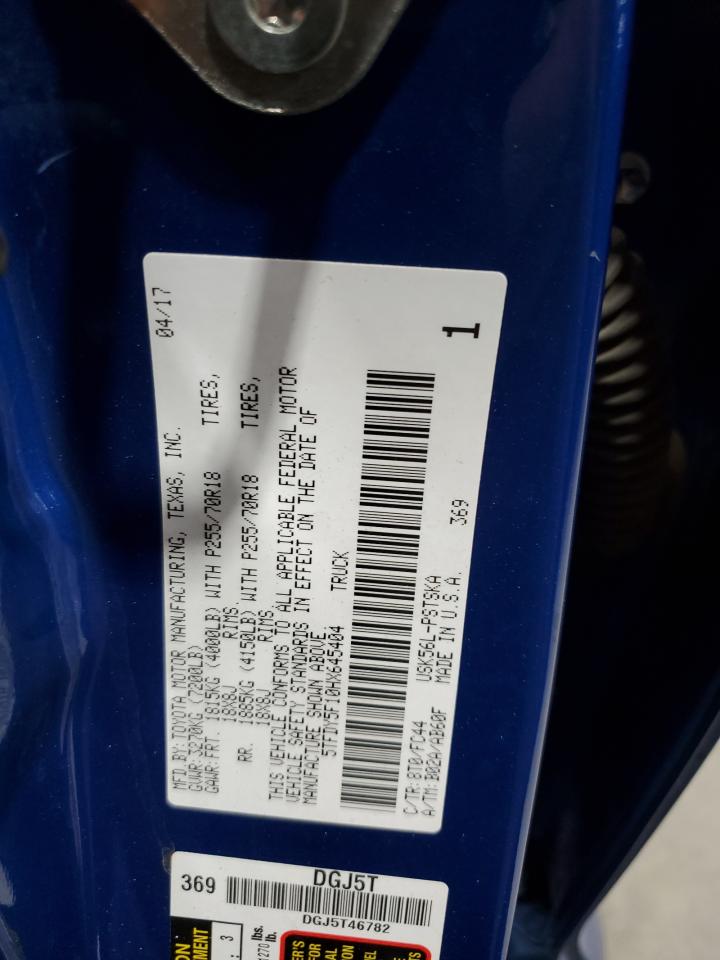 MFD.BY: TOYOTA MOTOR MANUFACTURING, TEXAS, INC. 04/17
GVWR: 3270KG (7200LB)
GAWR: FRT. 1815KG (4000LB) WITH P255/70R18 TIRES,
18X8J RIMS,
RR. 1885KG (4150LB) WITH P255/70R18 TIRES,
18X8J RIMS,
THIS VEHICLE CONFORMS TO ALL APPLICABLE FEDERAL MOTOR
VEHICLE SAFETY STANDARDS IN EFFECT ON THE DATE OF
MANUFACTURE SHOWN ABOVE
5TFDY5F10HX645404 TRUCK
C/TR: 8T0/FC44 USK56L-PSTSKA
A/TM: B02A/AB60F MADE IN U.S.A. 369
1
369
DGJ5T
DGJ5T46782